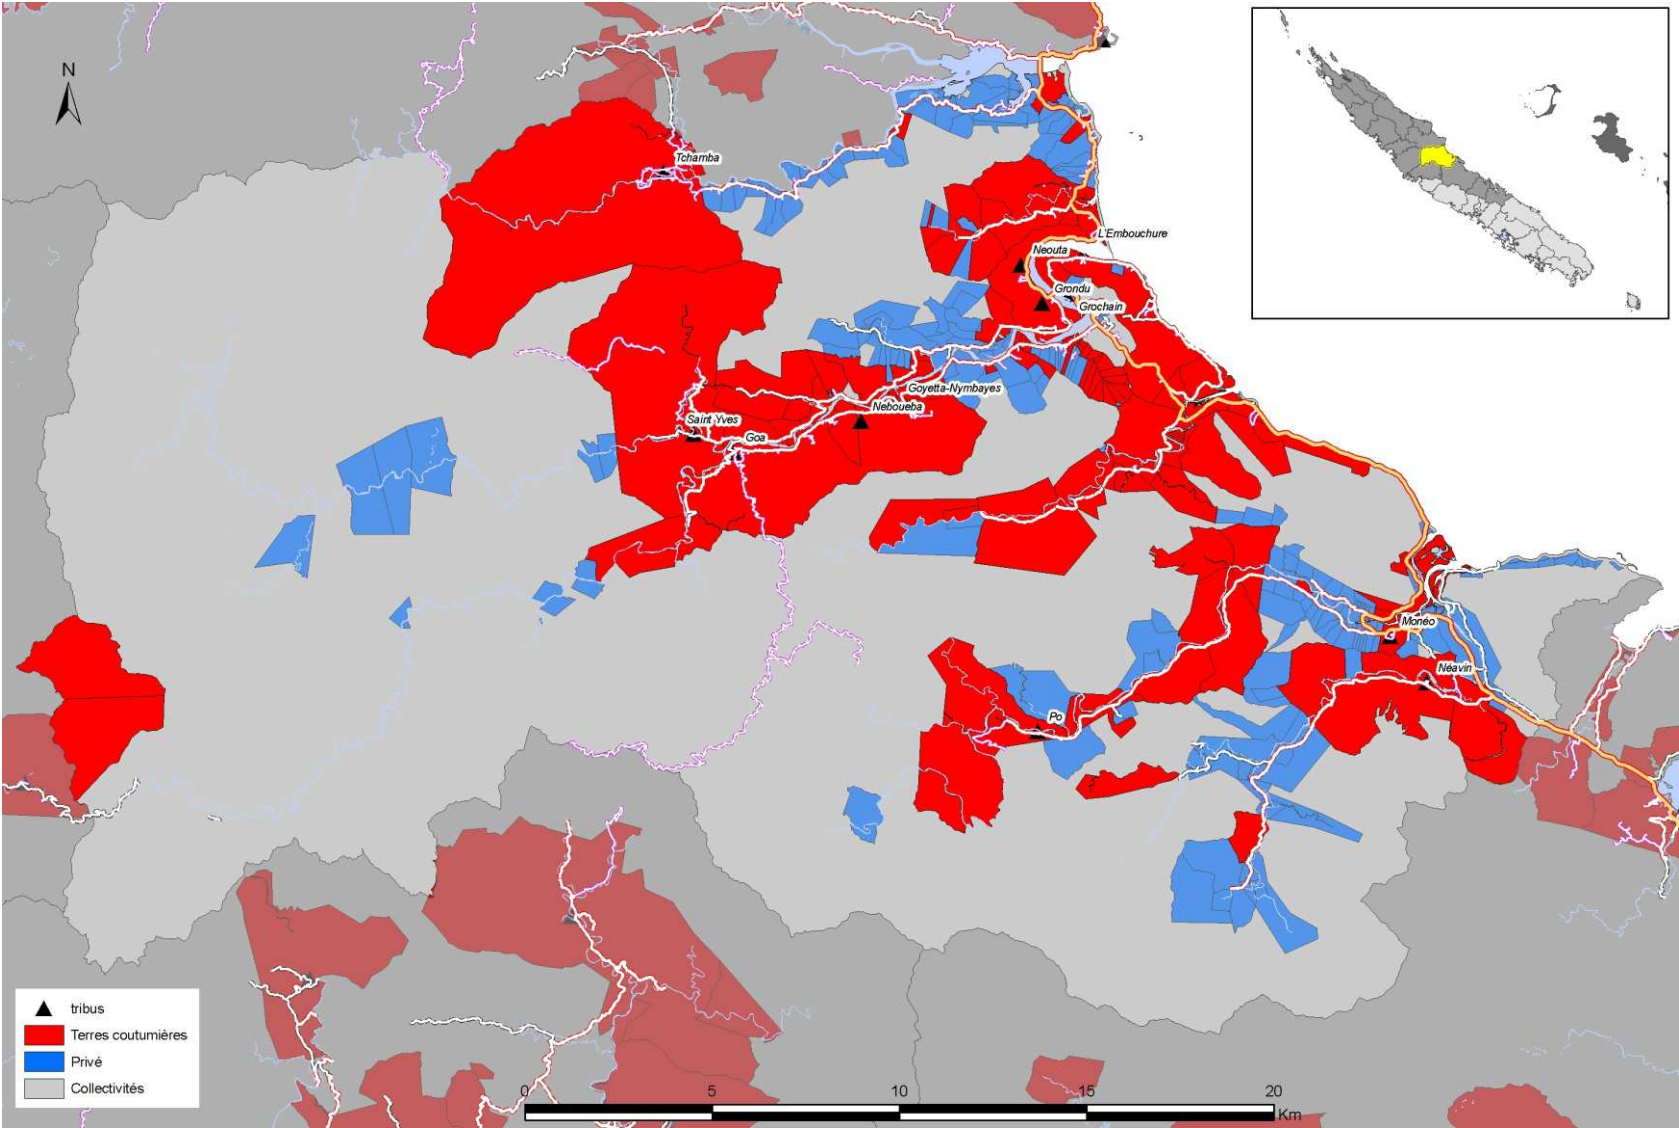 N
Tchamba
L'Embouchure
Neouta
Grondu
Grochain
Goyetta-Nymbayes
Neboueba
Saint Yves
Goa
Monéo
Néavin
Po
tribus
Terres coutumières
Privé
Collectivités
0 5 10 15 20
Km